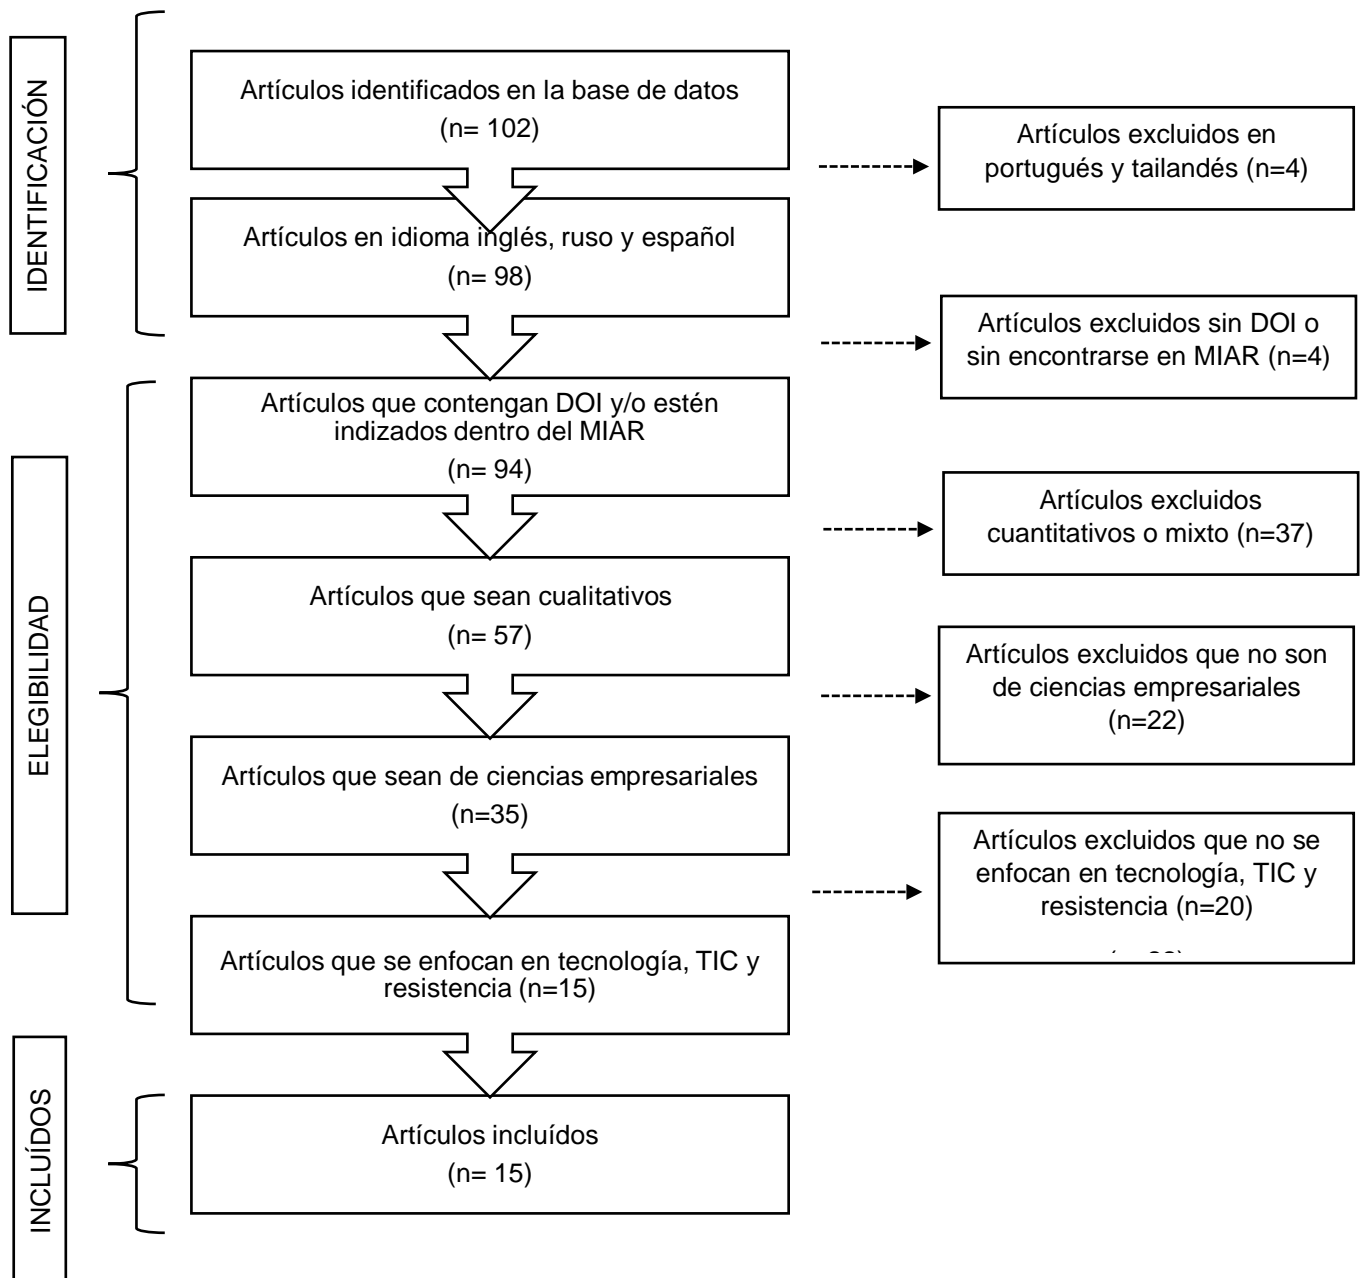 IDENTIFICACIÓN
Artículos identificados en la base de datos
(n= 102)
Artículos excluidos en
portugués y tailandés (n=4)
Artículos en idioma inglés, ruso y español
(n= 98)
Artículos excluidos sin DOI o
sin encontrarse en MIAR (n=4)
ELEGIBILIDAD
Artículos que contengan DOI y/o estén
indizados dentro del MIAR
(n= 94)
Artículos excluidos
cuantitativos o mixto (n=37)
Artículos que sean cualitativos
(n= 57)
Artículos excluidos que no son
de ciencias empresariales
(n=22)
Artículos que sean de ciencias empresariales
(n=35)
Artículos excluidos que no se
enfocan en tecnología, TIC y
resistencia (n=20)
Artículos que se enfocan en tecnología, TIC y
resistencia (n=15)
INCLUÍDOS
Artículos incluídos
(n= 15)